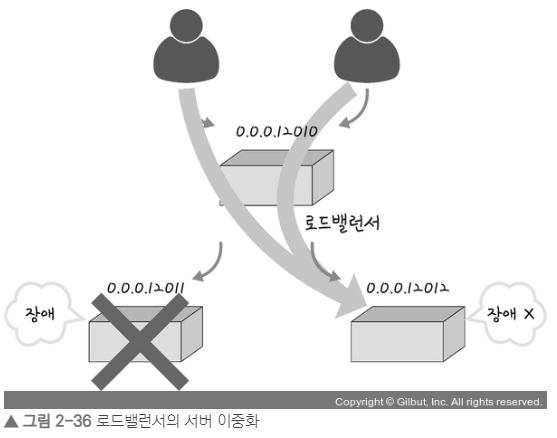 0.0.0.12010
로드밸런서
0.0.0.12011
0.0.0.12012
장애
장애 X
Copyright © Gilbut, Inc. All rights reserved.
▲ 그림 2-36 로드밸런서의 서버 이중화